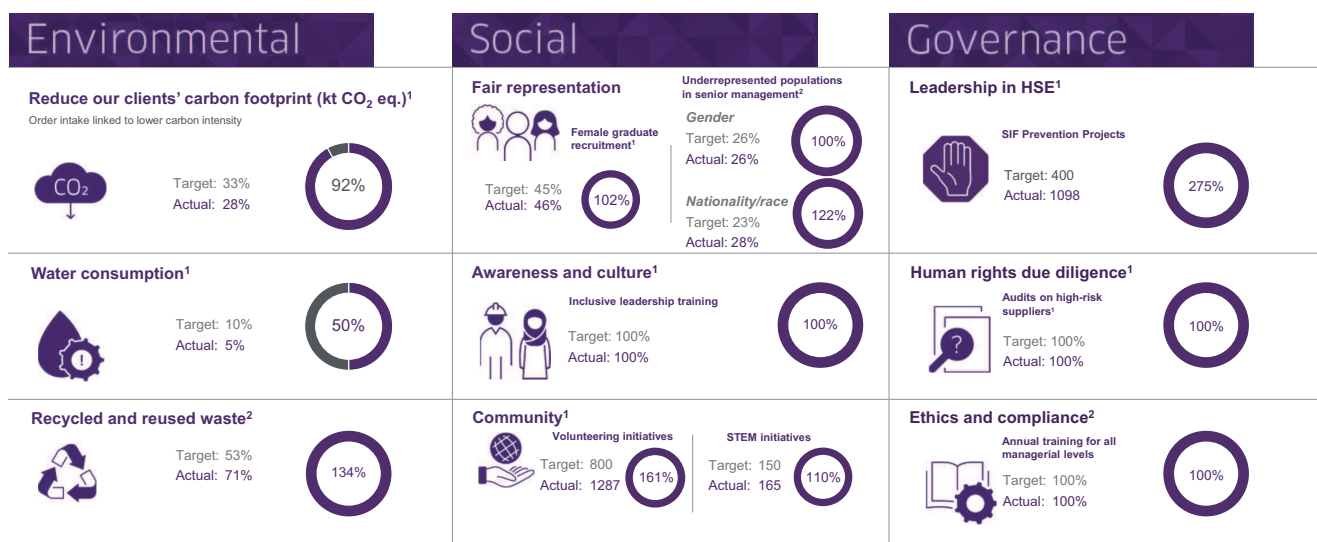 Environmental
Reduce our clients' carbon footprint (kt CO₂ eq.)¹
Order intake linked to lower carbon intensity
CO₂
Target: 33%
Actual: 28%
92%
Water consumption¹
!
Target: 10%
Actual: 5%
50%
Recycled and reused waste²
Target: 53%
Actual: 71%
134%
Social
Fair representation
Female graduate
recruitment¹
Target: 45%
Actual: 46%
102%
Underrepresented populations
in senior management²
Gender
Target: 26%
Actual: 26%
100%
Nationality/race
Target: 23%
Actual: 28%
122%
Awareness and culture¹
Inclusive leadership training
Target: 100%
Actual: 100%
100%
Community¹
Volunteering initiatives
Target: 800
Actual: 1287
161%
STEM initiatives
Target: 150
Actual: 165
110%
Governance
Leadership in HSE¹
SIF Prevention Projects
Target: 400
Actual: 1098
275%
Human rights due diligence¹
Audits on high-risk
suppliers¹
?
Target: 100%
Actual: 100%
100%
Ethics and compliance²
Annual training for all
managerial levels
Target: 100%
Actual: 100%
100%